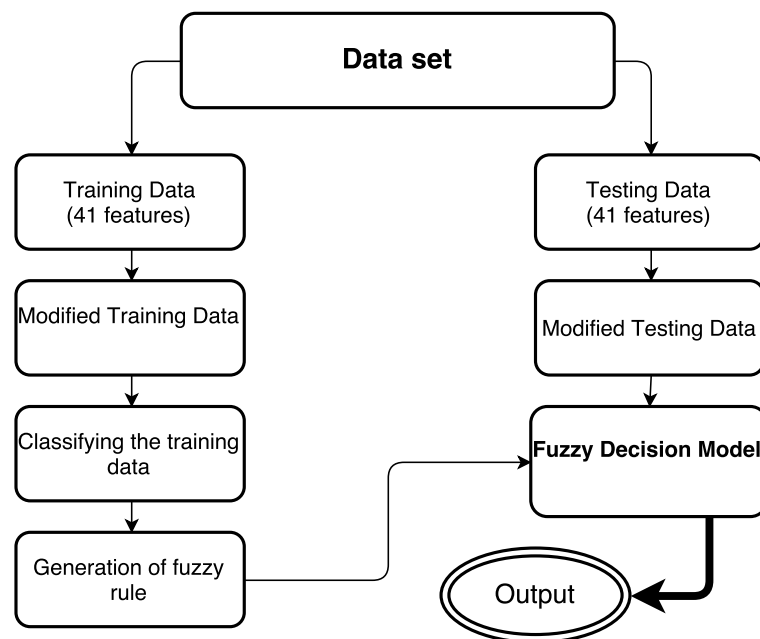 Data set
Training Data
(41 features)
Testing Data
(41 features)
Modified Training Data
Modified Testing Data
Classifying the training
data
Fuzzy Decision Model
Generation of fuzzy
rule
Output